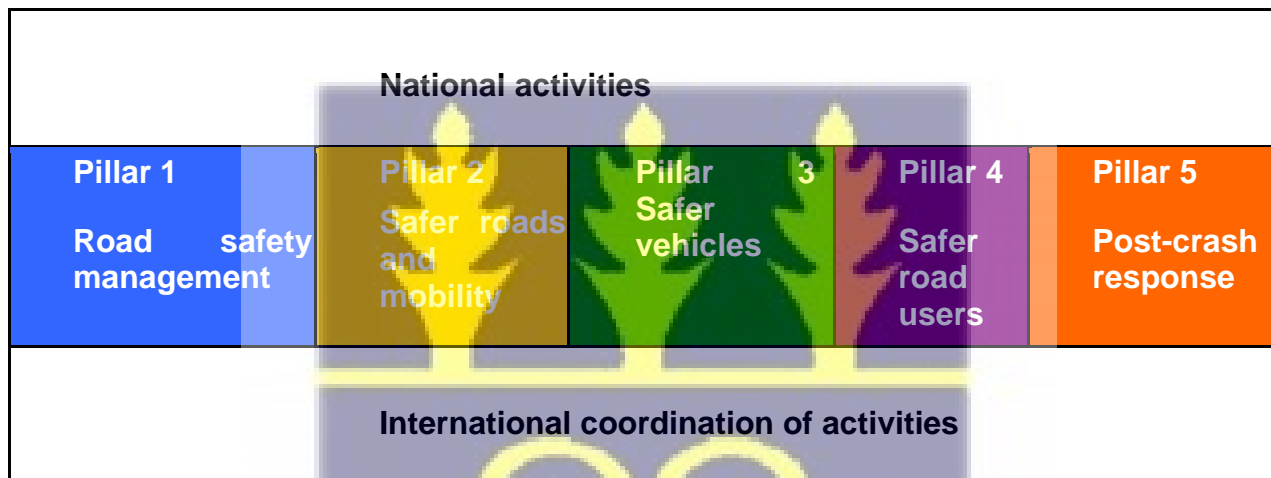 National activities
Pillar 1
Road safety
management
Pillar 2
Safer roads
and
mobility
Pillar 3
Safer
vehicles
Pillar 4
Safer
road
users
Pillar 5
Post-crash
response
International coordination of activities